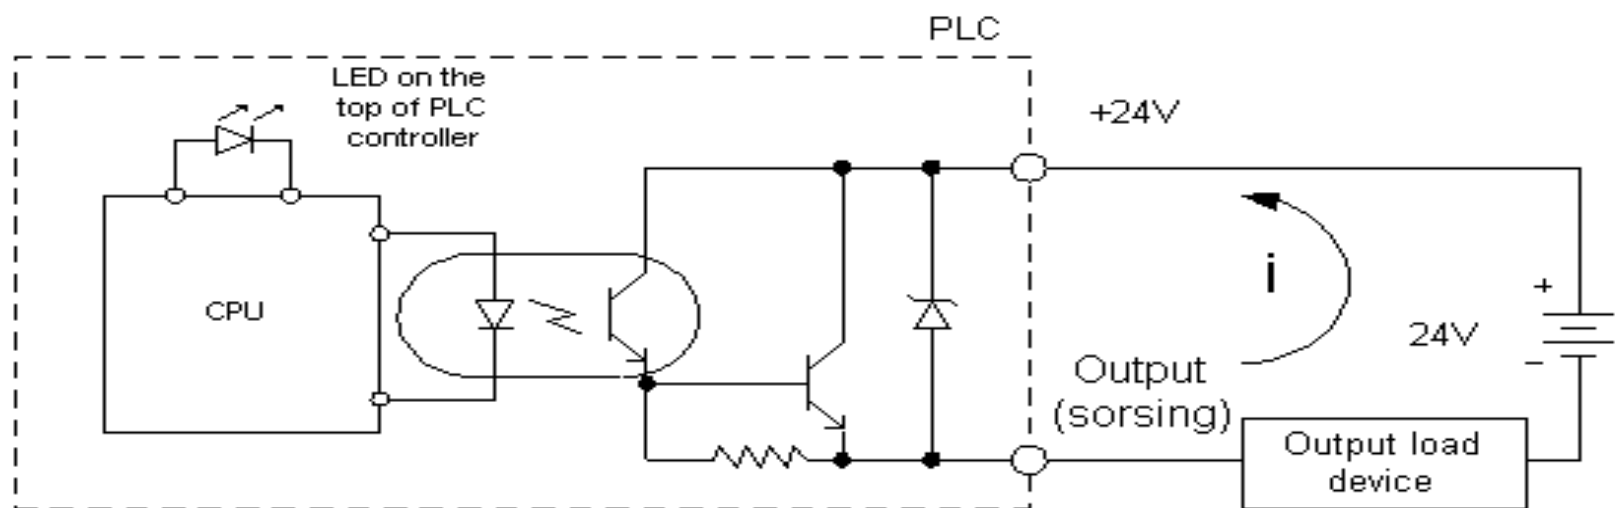 PLC
LED on the
top of PLC
controller
+24V
CPU
i
+
24V
−
Output
(sorsing)
Output load
device